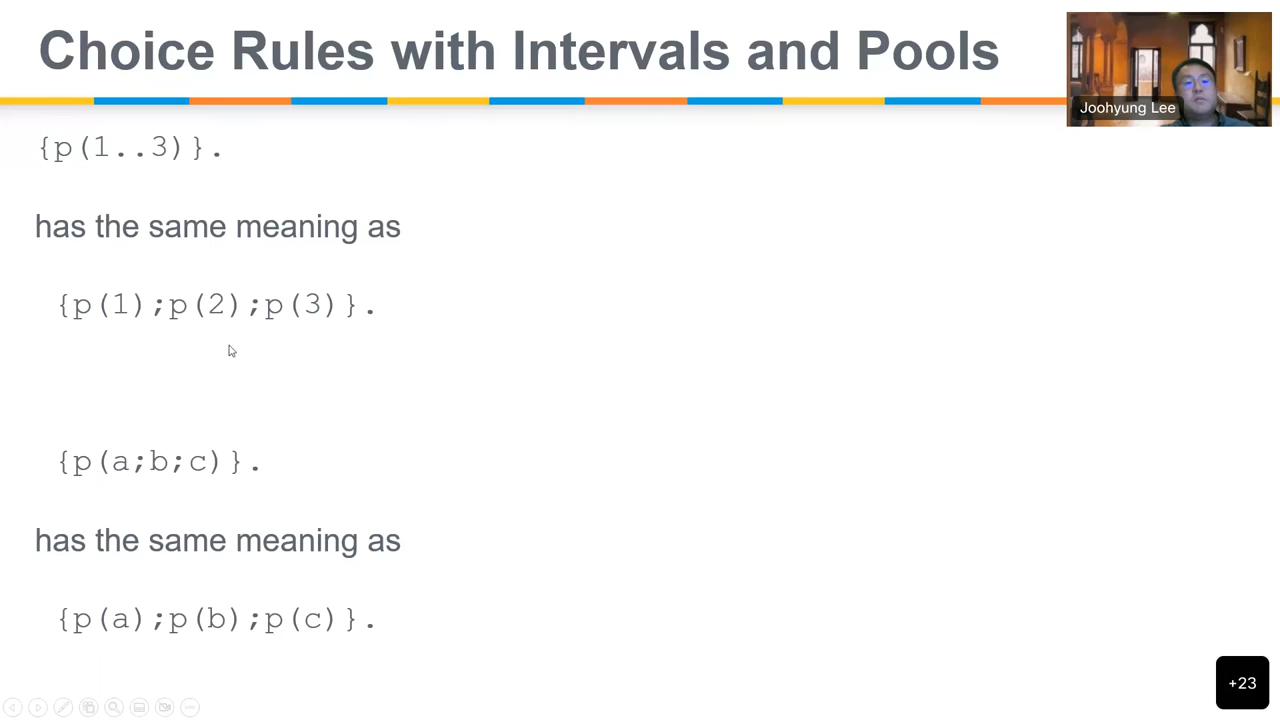 Choice Rules with Intervals and Pools
Joohyung Lee
{p(1..3)}.
has the same meaning as
{p(1);p(2);p(3)}.
{p(a;b;c)}.
has the same meaning as
{p(a);p(b);p(c)}.
+23